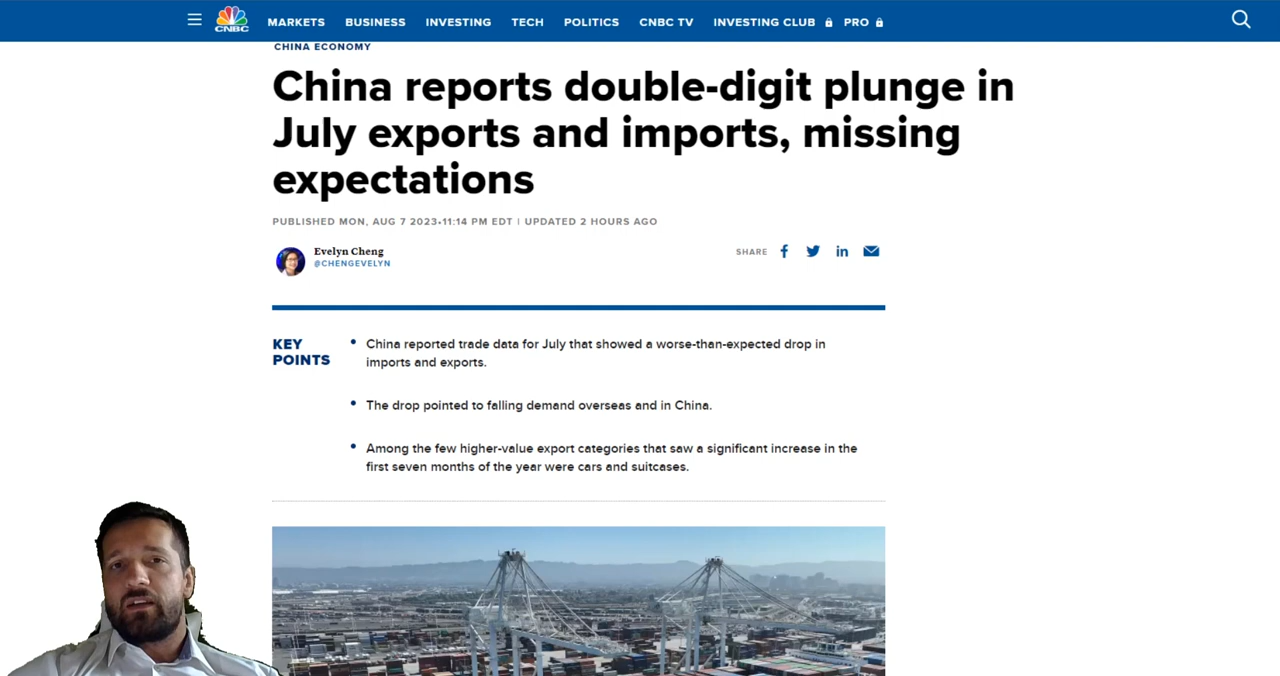 MARKETS BUSINESS INVESTING TECH POLITICS CNBC TV INVESTING CLUB PRO
CNBC
CHINA ECONOMY
China reports double-digit plunge in
July exports and imports, missing
expectations
PUBLISHED MON, AUG 7 2023•11:14 PM EDT | UPDATED 2 HOURS AGO
Evelyn Cheng
@CHENGEVELYN
SHARE
KEY
POINTS
• China reported trade data for July that showed a worse-than-expected drop in
imports and exports.
• The drop pointed to falling demand overseas and in China.
• Among the few higher-value export categories that saw a significant increase in the
first seven months of the year were cars and suitcases.